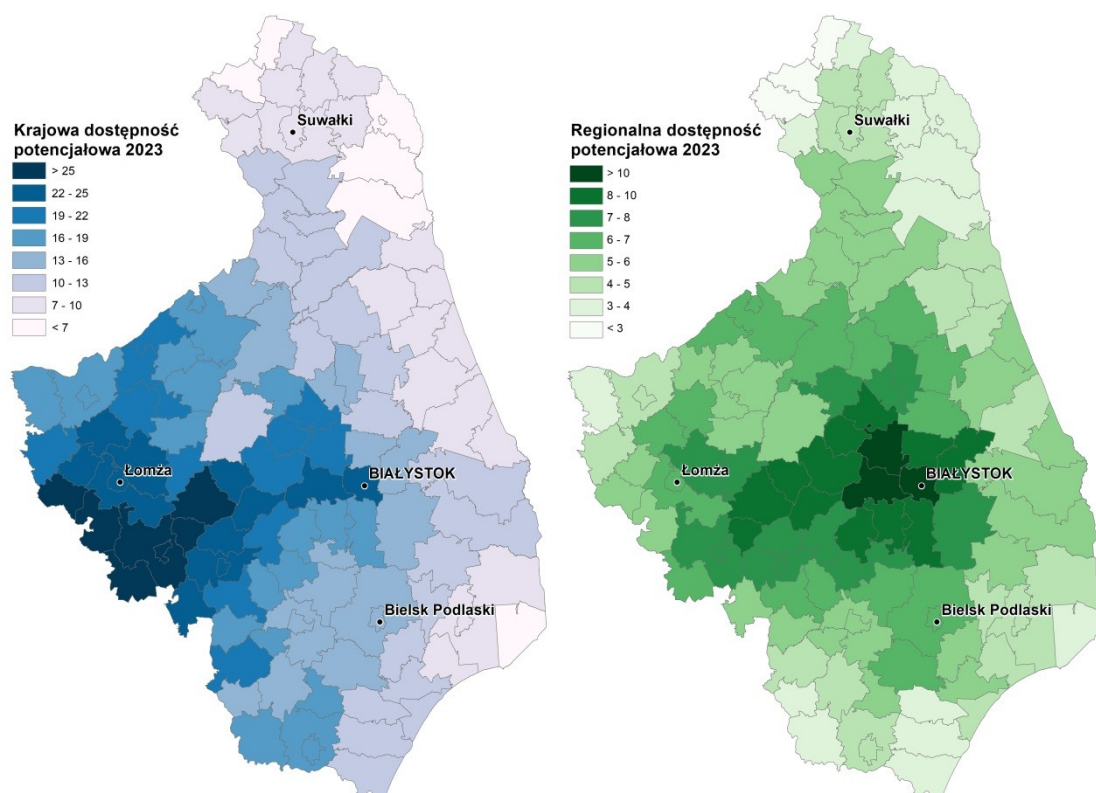 Krajowa dostępność
potencjałowa 2023
> 25
22 - 25
19 - 22
16 - 19
13 - 16
10 - 13
7 - 10
< 7
Suwałki
Łomża
BIAŁYSTOK
Bielsk Podlaski
Regionalna dostępność
potencjałowa 2023
> 10
8 - 10
7 - 8
6 - 7
5 - 6
4 - 5
3 - 4
< 3
Suwałki
Łomża
BIAŁYSTOK
Bielsk Podlaski